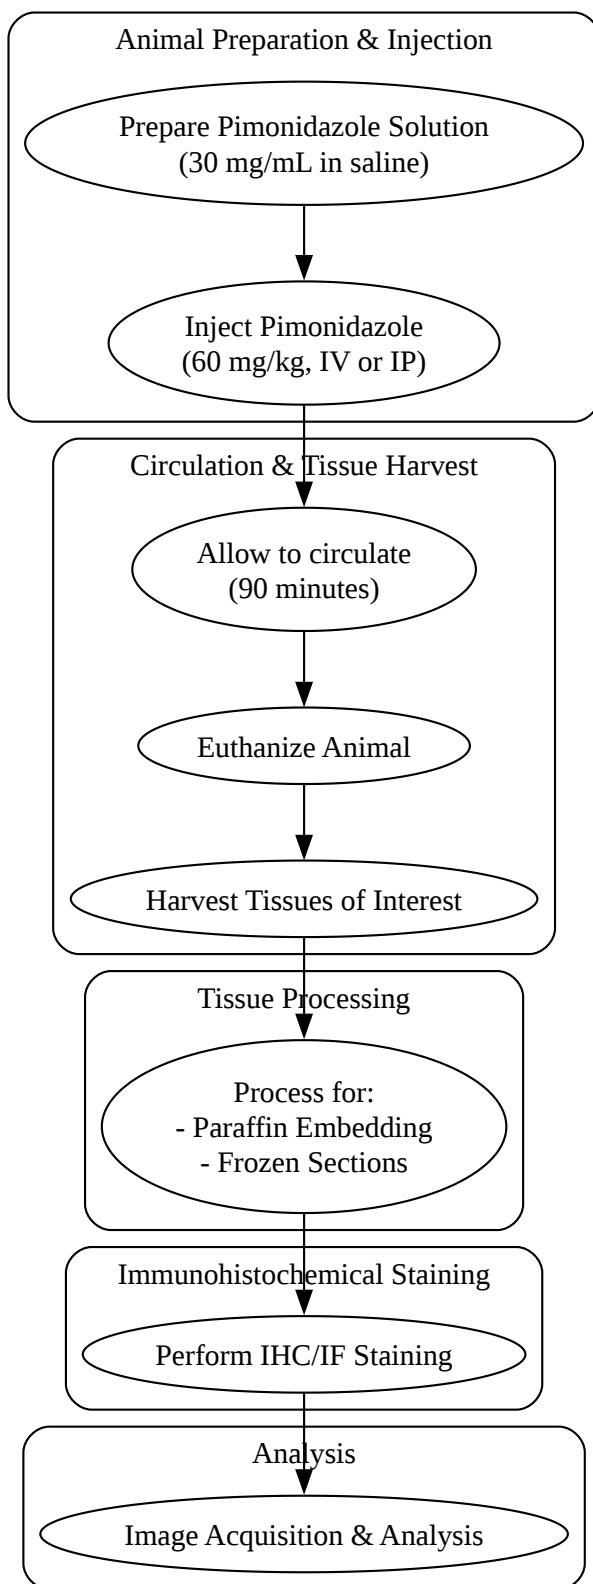 Animal Preparation & Injection
Prepare Pimonidazole Solution
(30 mg/mL in saline)
Inject Pimonidazole
(60 mg/kg, IV or IP)
Circulation & Tissue Harvest
Allow to circulate
(90 minutes)
Euthanize Animal
Harvest Tissues of Interest
Tissue Processing
Process for:
- Paraffin Embedding
- Frozen Sections
Immunohistochemical Staining
Perform IHC/IF Staining
Analysis
Image Acquisition & Analysis